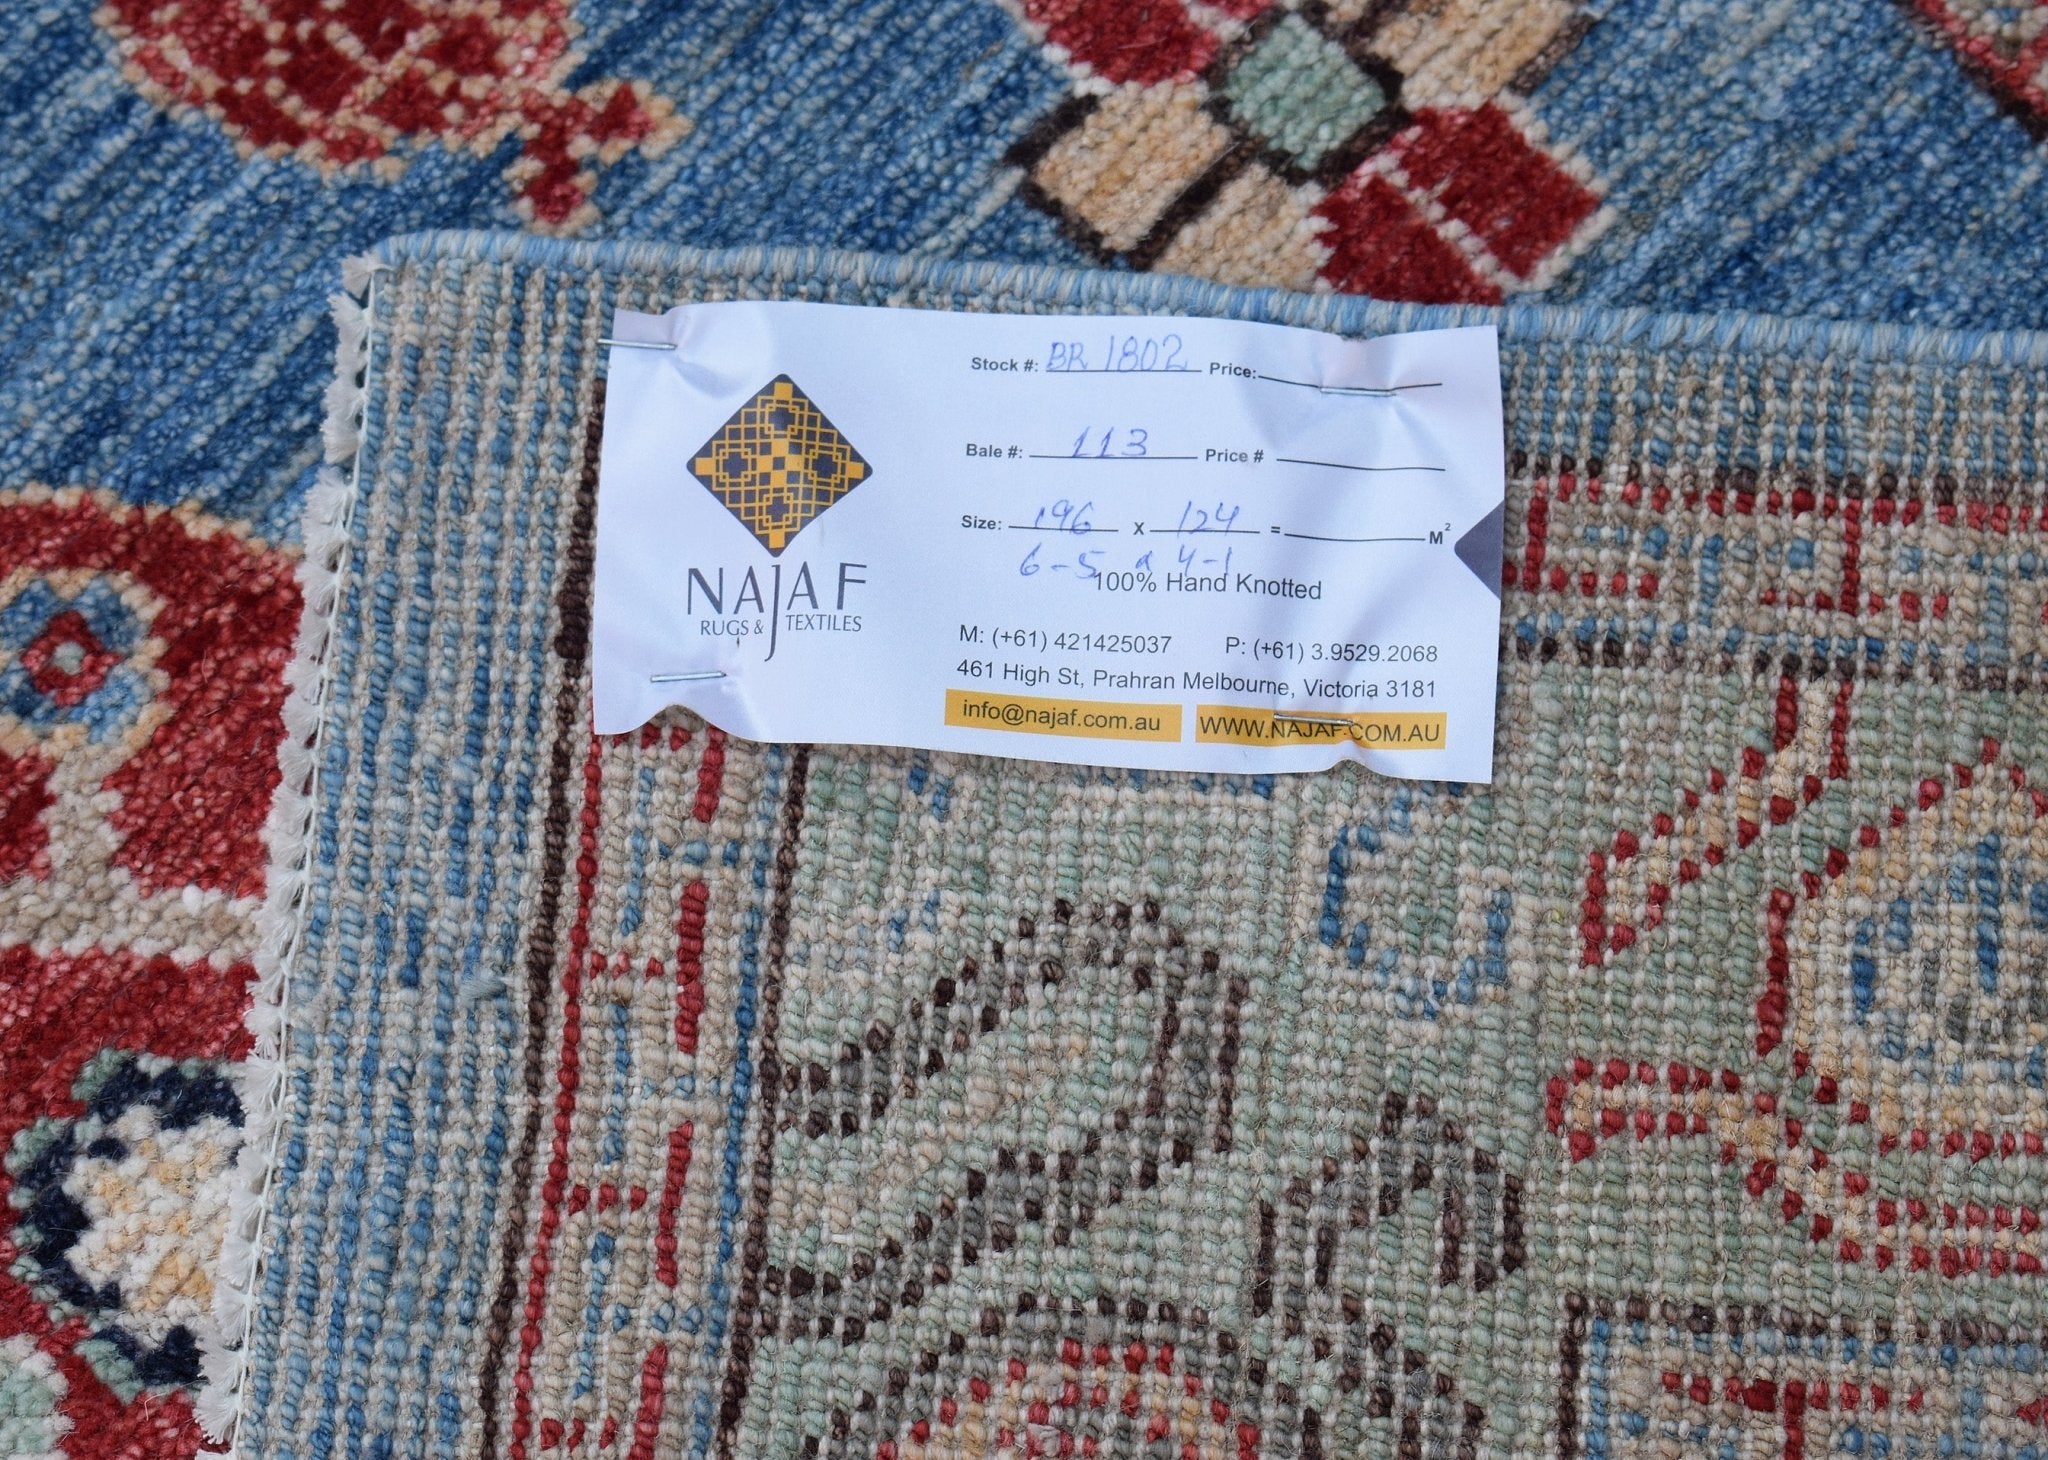 NAJAF
RUGS & TEXTILES
Stock #: BR 1802 Price:
Bale #: 113 Price #
Size: 196 x 124 = M²
6-5 x 4-1
100% Hand Knotted
M: (+61) 421425037 P: (+61) 3.9529.2068
461 High St, Prahran Melbourne, Victoria 3181
info@najaf.com.au WWW.NAJAF.COM.AU